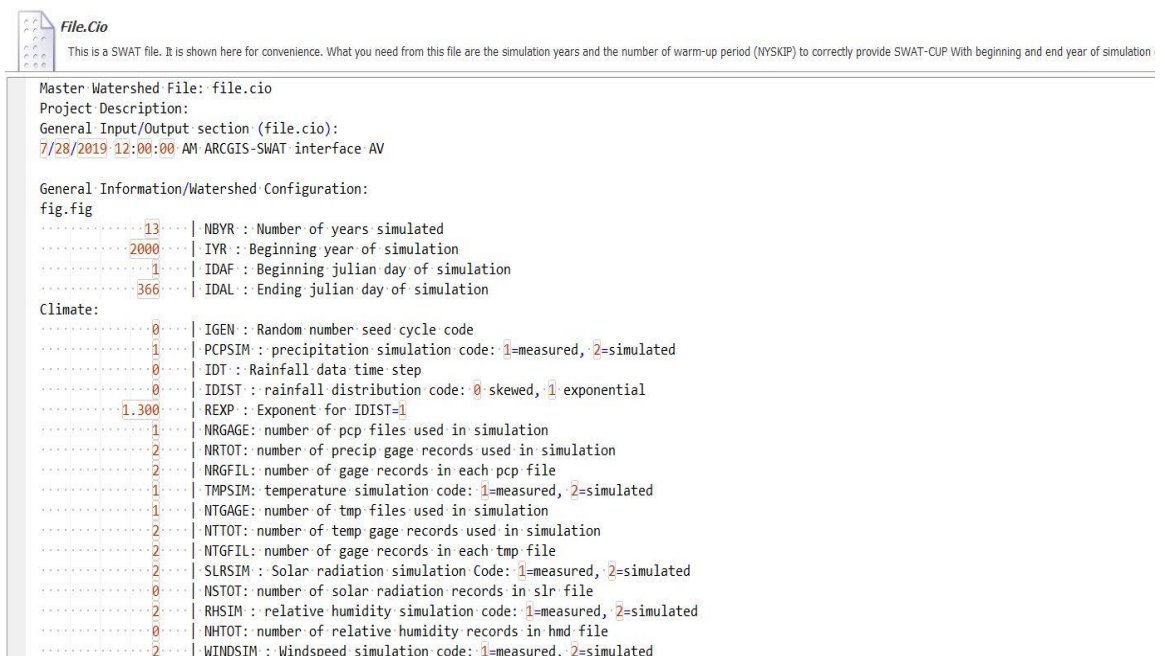 File.Cio
This is a SWAT file. It is shown here for convenience. What you need from this file are the simulation years and the number of warm-up period (NYSKIP) to correctly provide SWAT-CUP With beginning and end year of simulation
Master Watershed File: file.cio
Project Description:
General Input/Output section (file.cio):
7/28/2019 12:00:00 AM ARCGIS-SWAT interface AV
General Information/Watershed Configuration:
fig.fig
13 | NBYR : Number of years simulated
2000 | IYR : Beginning year of simulation
1 | IDAF : Beginning julian day of simulation
366 | IDAL : Ending julian day of simulation
Climate:
0 | IGEN : Random number seed cycle code
1 | PCPSIM : precipitation simulation code: 1=measured, 2=simulated
0 | IDT : Rainfall data time step
0 | IDIST : rainfall distribution code: 0 skewed, 1 exponential
1.300 | REXP : Exponent for IDIST=1
1 | NRGAGE: number of pcp files used in simulation
2 | NRTOT: number of precip gage records used in simulation
2 | NRGFIL: number of gage records in each pcp file
1 | TMPSIM: temperature simulation code: 1=measured, 2=simulated
1 | NTGAGE: number of tmp files used in simulation
2 | NTTOT: number of temp gage records used in simulation
2 | NTGFIL: number of gage records in each tmp file
2 | SLRSIM : Solar radiation simulation Code: 1=measured, 2=simulated
0 | NSTOT: number of solar radiation records in slr file
2 | RHSIM : relative humidity simulation code: 1=measured, 2=simulated
0 | NHTOT: number of relative humidity records in hmd file
2 | WINDSIM : Windspeed simulation code: 1=measured, 2=simulated